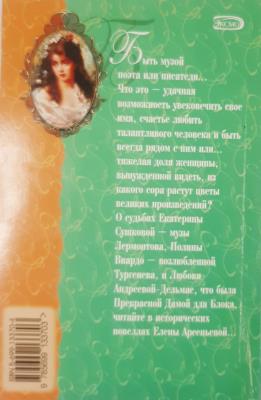 ЭКСМО
Быть музой
поэта или писателя...
Что это — удачная
возможность увековечить свое
имя, счастье любить
талантливого человека и быть
всегда рядом с ним или...
тяжелая доля женщины,
вынужденной видеть, из
какого сора растут цветы
великих произведений?
О судьбах Екатерины
Сушковой — музы
Лермонтова, Полины
Виардо — возлюбленной
Тургенева, и Любови
Андреевой-Дельмас, что была
Прекрасной Дамой для Блока,
читайте в исторических
новеллах Елены Арсеньевой...